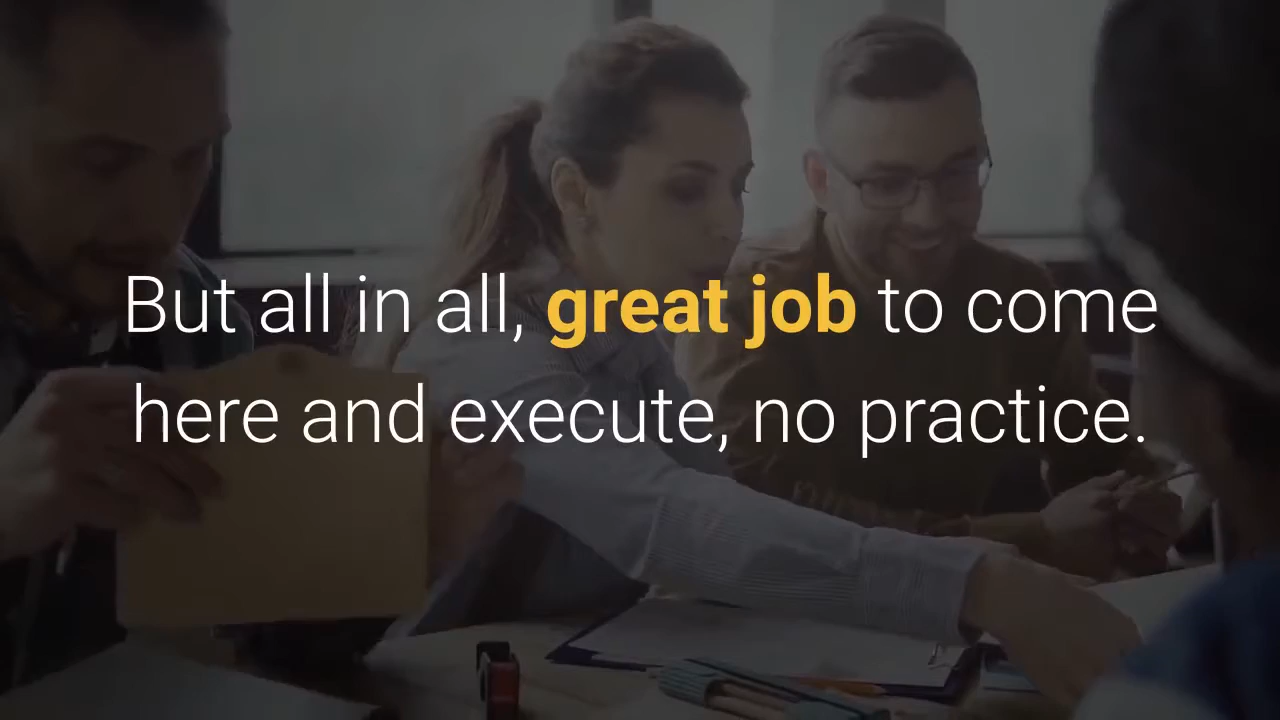 But all in all, great job to come
here and execute, no practice.